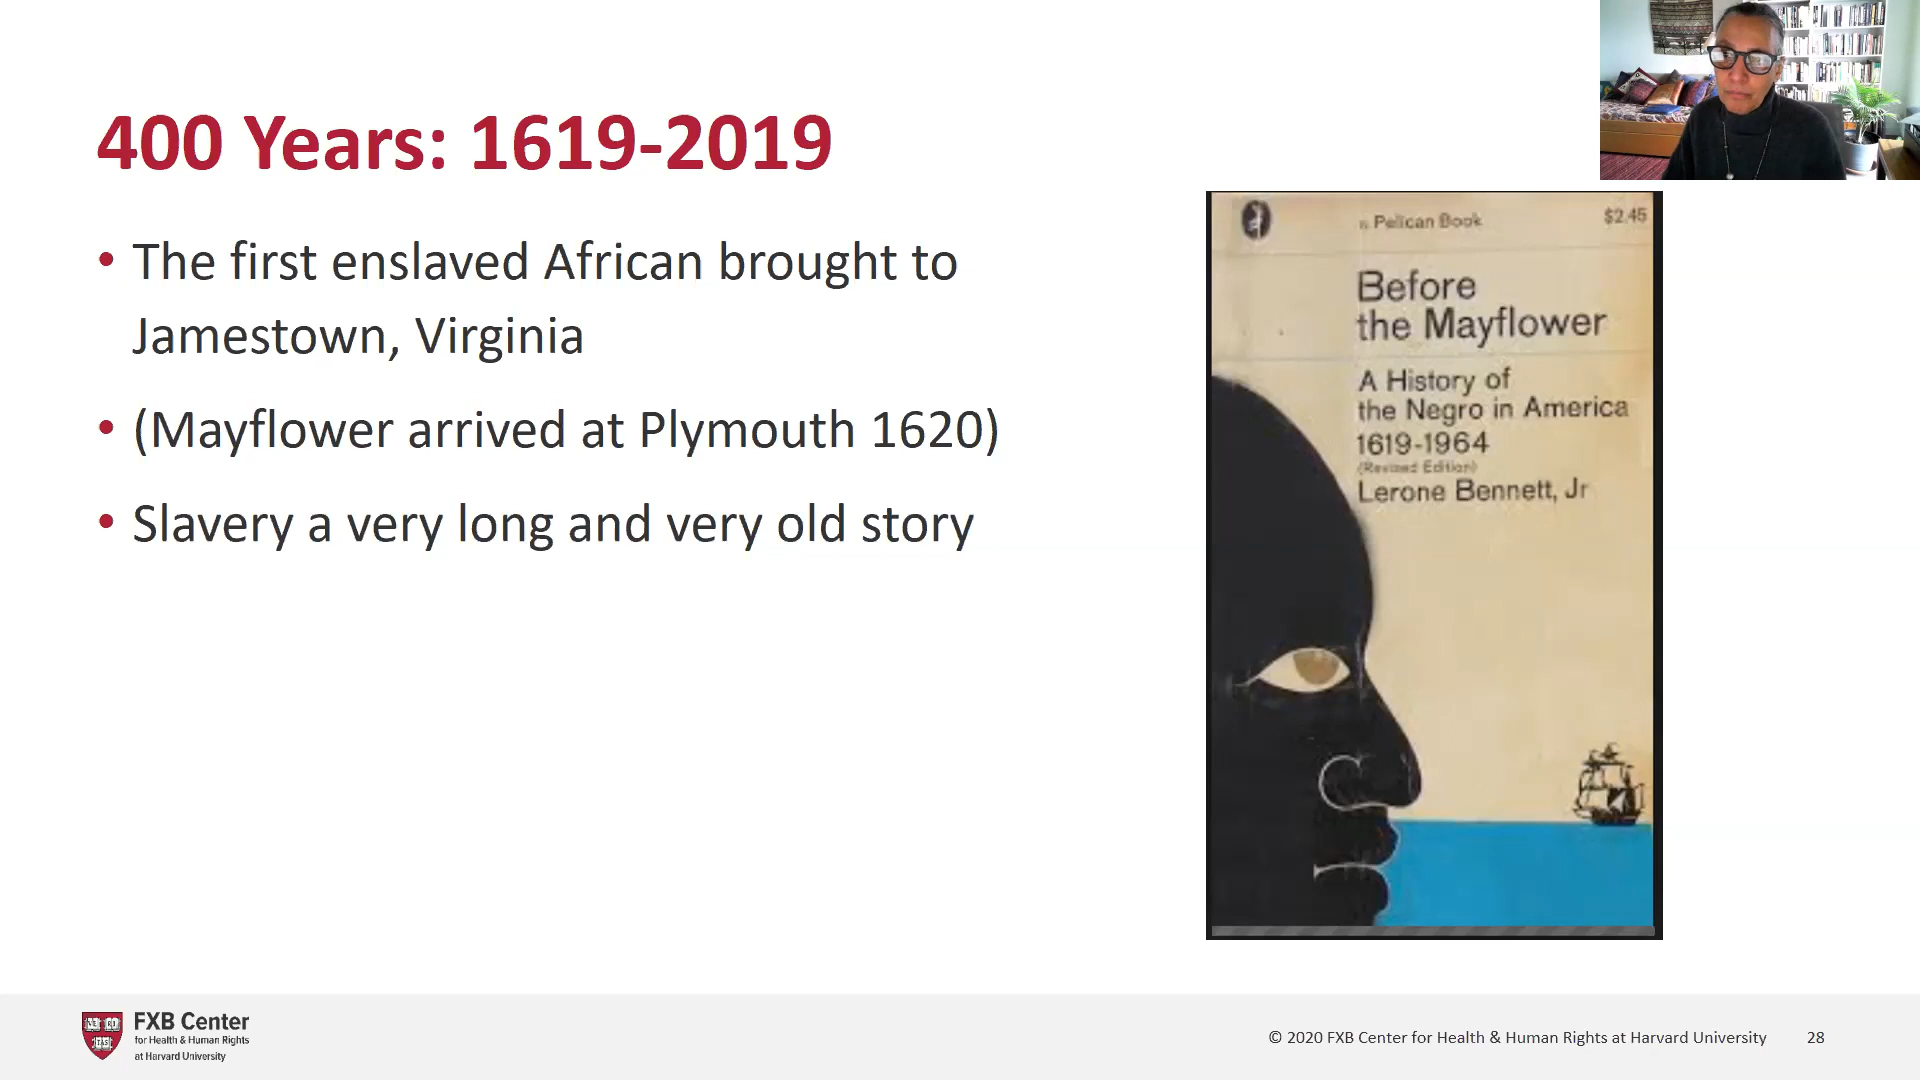 400 Years: 1619-2019
• The first enslaved African brought to
Jamestown, Virginia
• (Mayflower arrived at Plymouth 1620)
• Slavery a very long and very old story
a Pelican Book
$2.45
Before
the Mayflower
A History of
the Negro in America
1619-1964
(Revised Edition)
Lerone Bennett, Jr
VE RI
TAS
FXB Center
for Health & Human Rights
at Harvard University
© 2020 FXB Center for Health & Human Rights at Harvard University
28